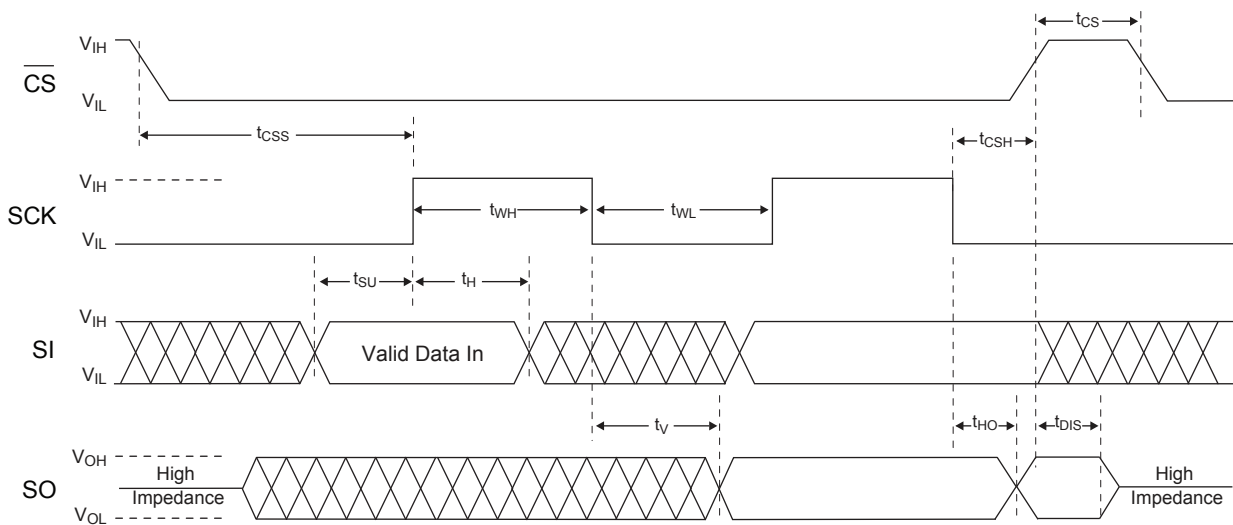 tCS
VIH
CS
VIL
tCSS
tCSH
VIH
SCK
tWH
tWL
VIL
tSU
tH
VIH
SI
Valid Data In
VIL
tV
tHO
tDIS
VOH
High
Impedance
SO
High
Impedance
VOL